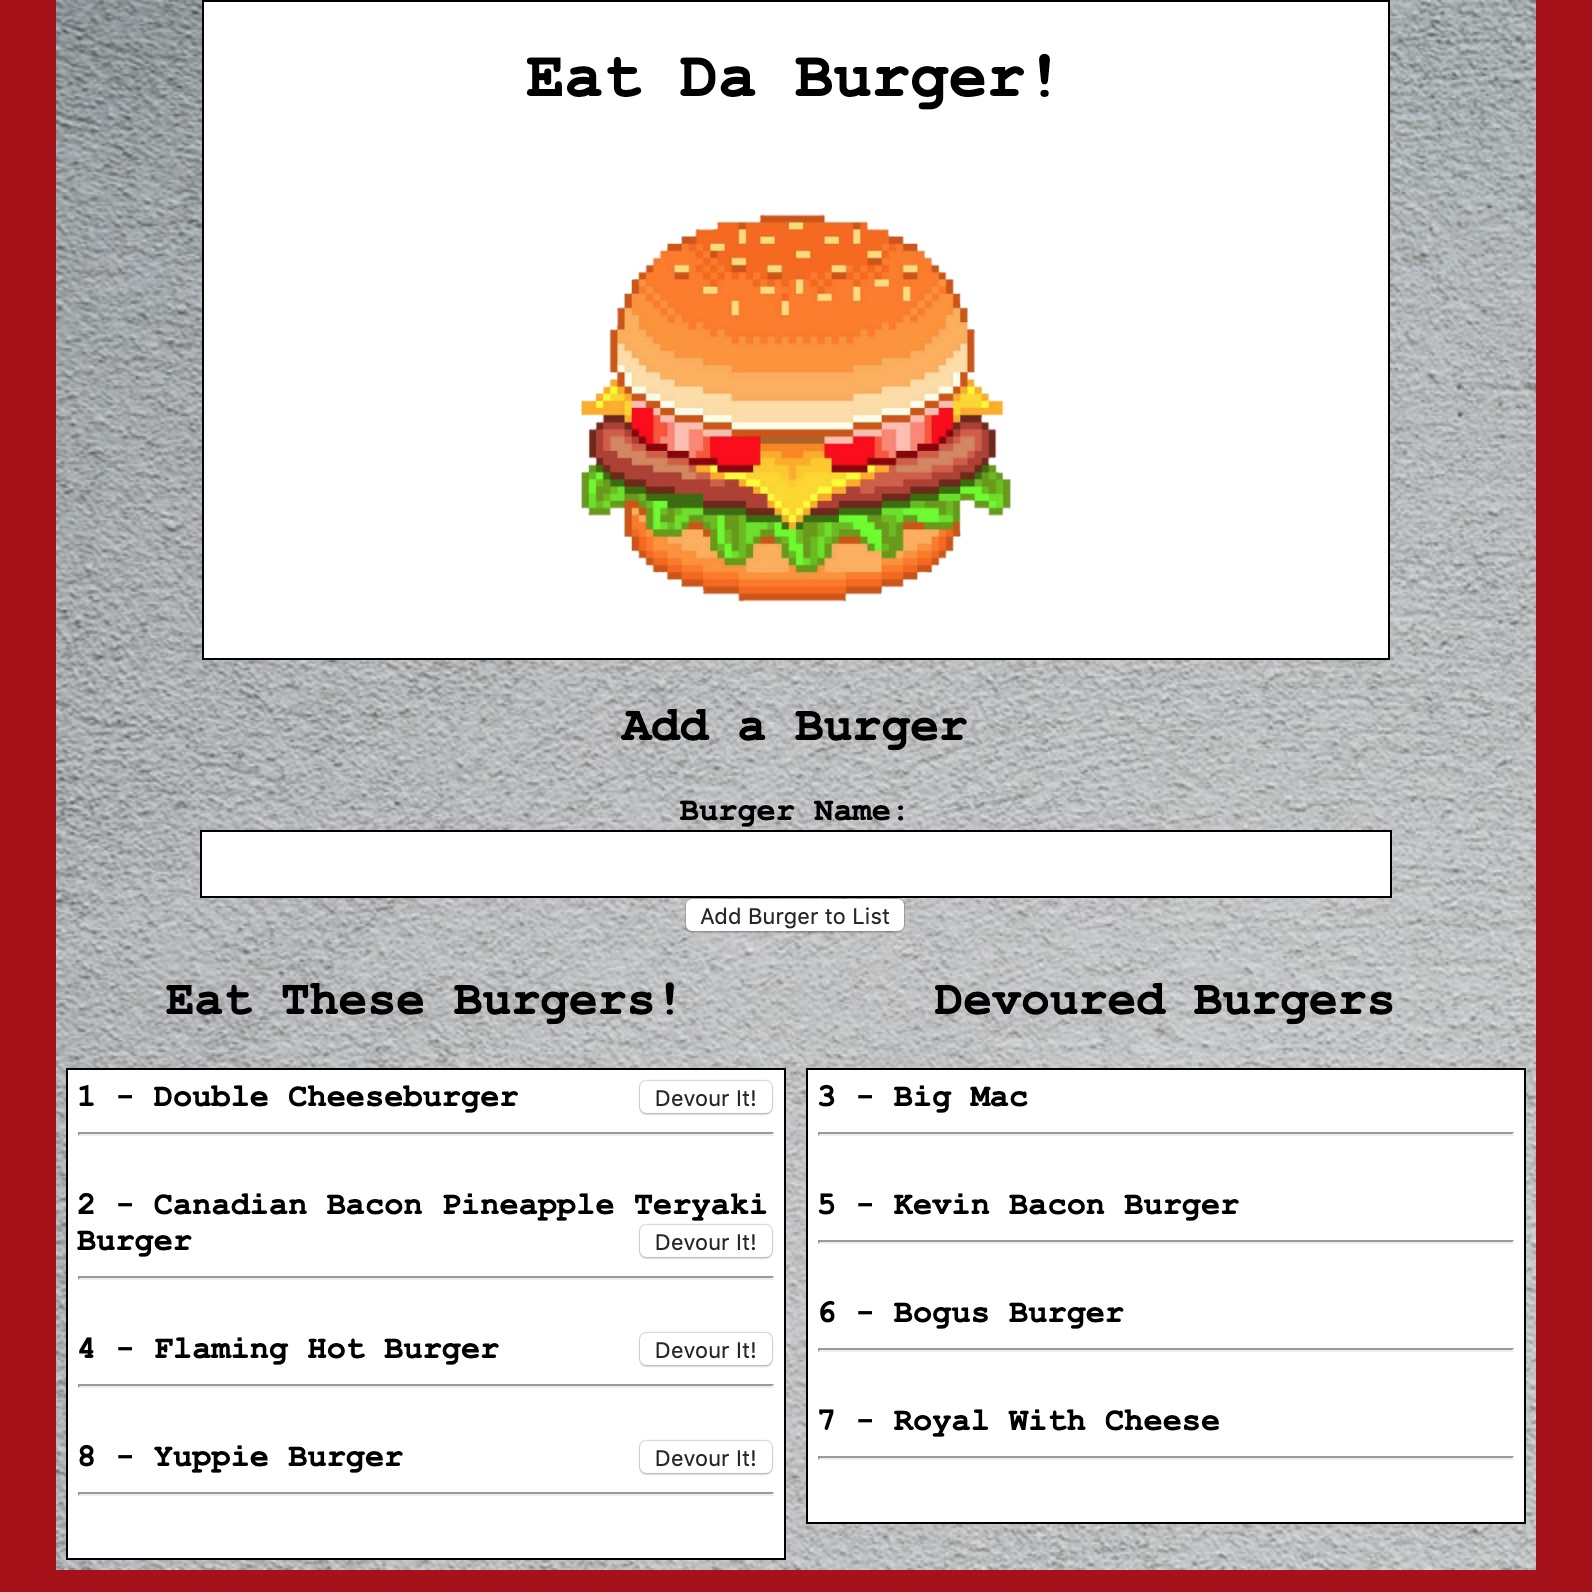 Eat Da Burger!
Add a Burger
Burger Name:
Add Burger to List
Eat These Burgers!
1 - Double Cheeseburger
Devour It!
2 - Canadian Bacon Pineapple Teryaki
Burger
Devour It!
4 - Flaming Hot Burger
Devour It!
8 - Yuppie Burger
Devour It!
Devoured Burgers
3 - Big Mac
5 - Kevin Bacon Burger
6 - Bogus Burger
7 - Royal With Cheese